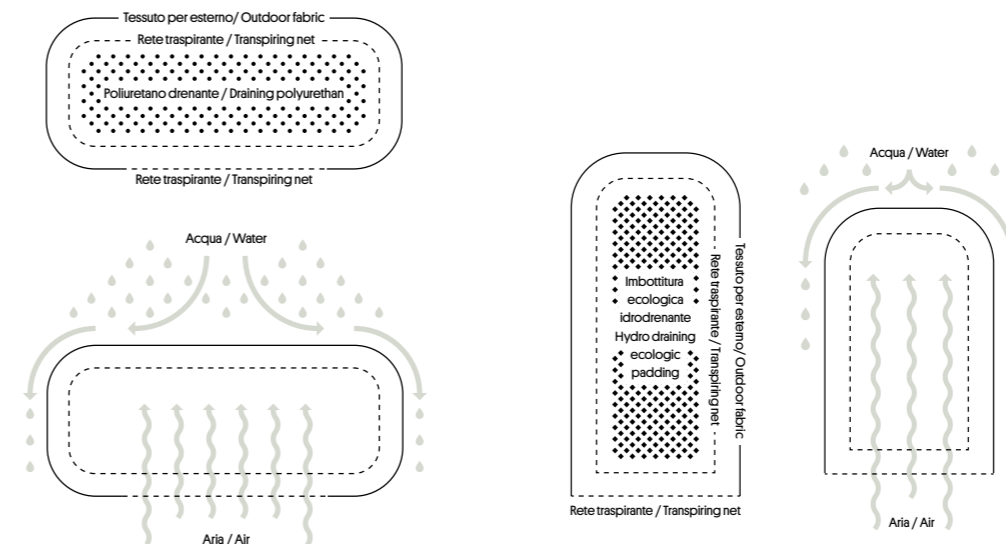 Tessuto per esterno/ Outdoor fabric
Rete traspirante / Transpiring net
Poliuretano drenante / Draining polyurethan
Rete traspirante / Transpiring net
Acqua / Water
Aria / Air
Imbottitura
ecologica
idrodrenante
Hydro draining
ecologic
padding
Rete traspirante / Transpiring net
Tessuto per esterno/ Outdoor fabric
Rete traspirante / Transpiring net
Acqua / Water
Aria / Air